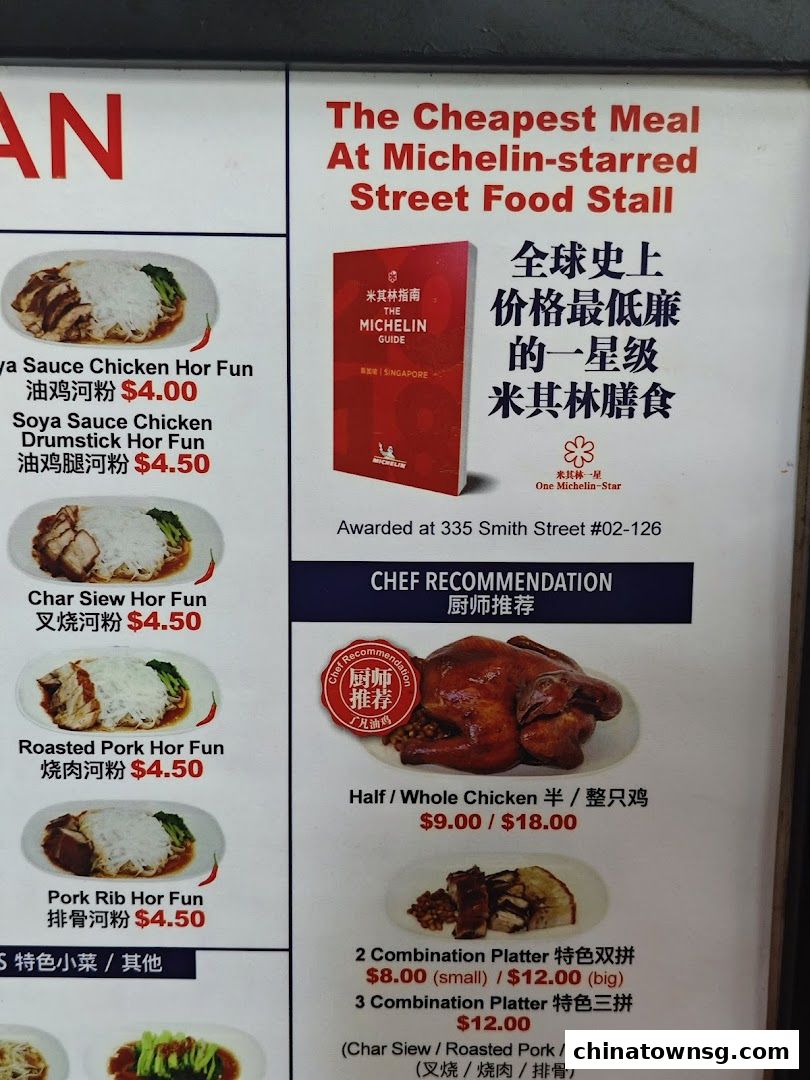 AN
ya Sauce Chicken Hor Fun
油鸡河粉 $4.00
Soya Sauce Chicken
Drumstick Hor Fun
油鸡腿河粉 $4.50
Char Siew Hor Fun
叉烧河粉 $4.50
Roasted Pork Hor Fun
烧肉河粉 $4.50
Pork Rib Hor Fun
排骨河粉 $4.50
S 特色小菜 / 其他
The Cheapest Meal
At Michelin-starred
Street Food Stall
米其林指南
THE
MICHELIN
GUIDE
新加坡 | SINGAPORE
2019
MICHELIN
全球史上
价格最低廉
的一星级
米其林膳食
米其林一星
One Michelin-Star
Awarded at 335 Smith Street #02-126
CHEF RECOMMENDATION
厨师推荐
Chef Recommendation
厨师
推荐
广凡油鸡
Half / Whole Chicken 半 / 整只鸡
$9.00 / $18.00
2 Combination Platter 特色双拼
$8.00 (small) / $12.00 (big)
3 Combination Platter 特色三拼
$12.00
(Char Siew / Roasted Pork /
(叉烧 / 烧肉 / 排骨
chinatownsg.com